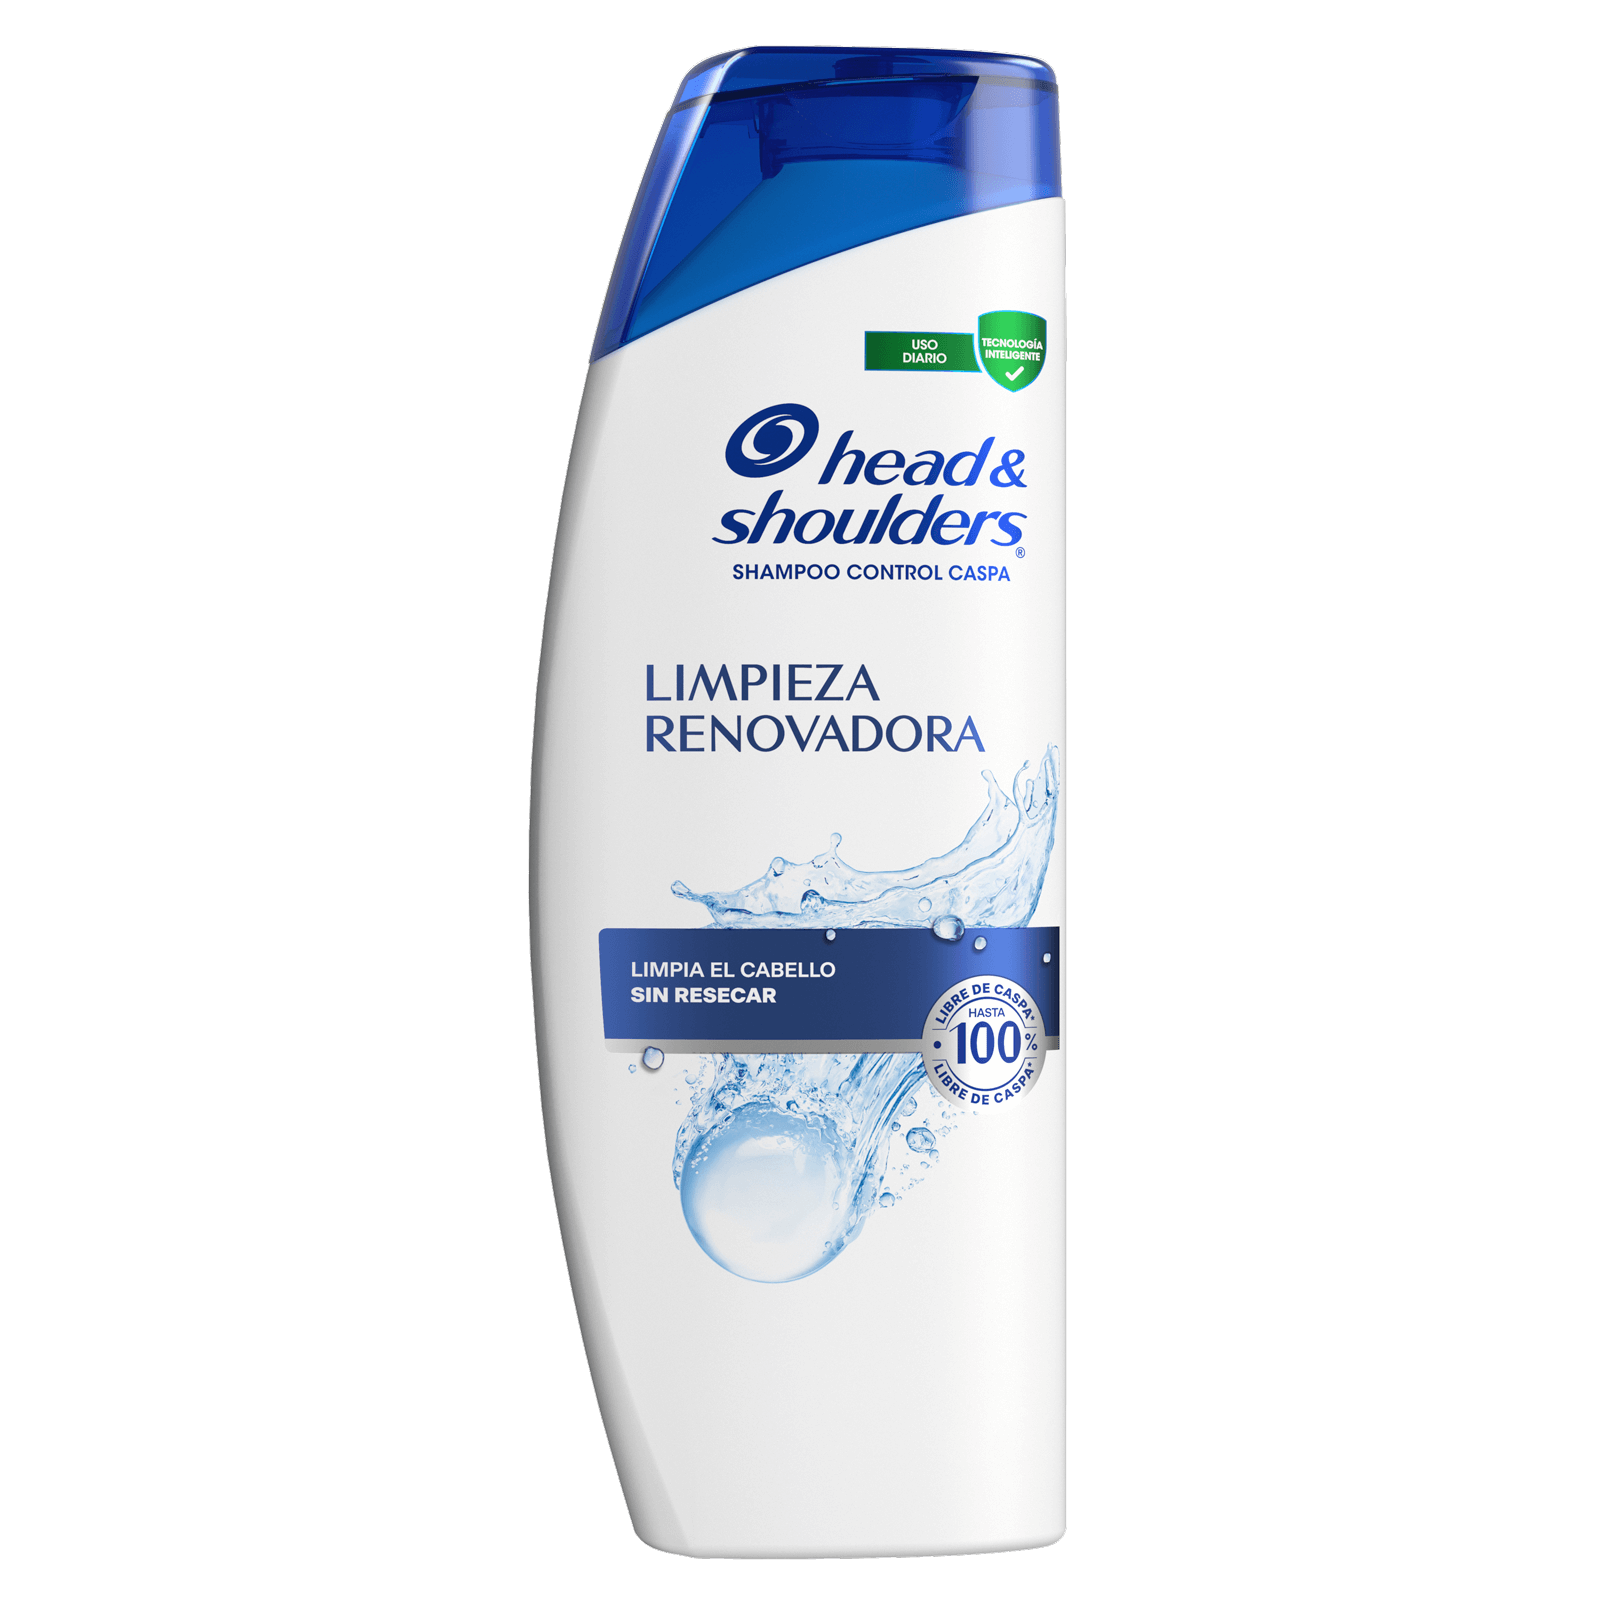 USO
DIARIO
TECNOLOGÍA
INTELIGENTE
head &
shoulders®
SHAMPOO CONTROL CASPA
LIMPIEZA
RENOVADORA
LIMPIA EL CABELLO
SIN RESECAR
LIBRE DE CASPA*
HASTA
100%
LIBRE DE CASPA*